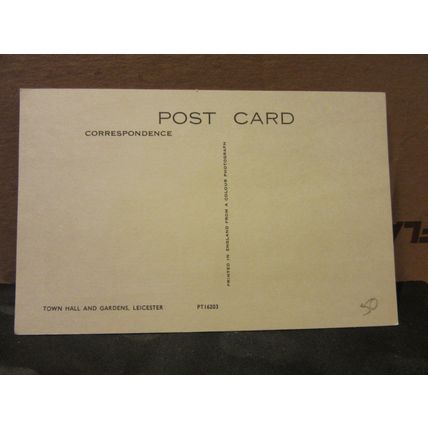 POST CARD
CORRESPONDENCE
PRINTED IN ENGLAND FROM A COLOUR PHOTOGRAPH
TOWN HALL AND GARDENS, LEICESTER
PT16203
50